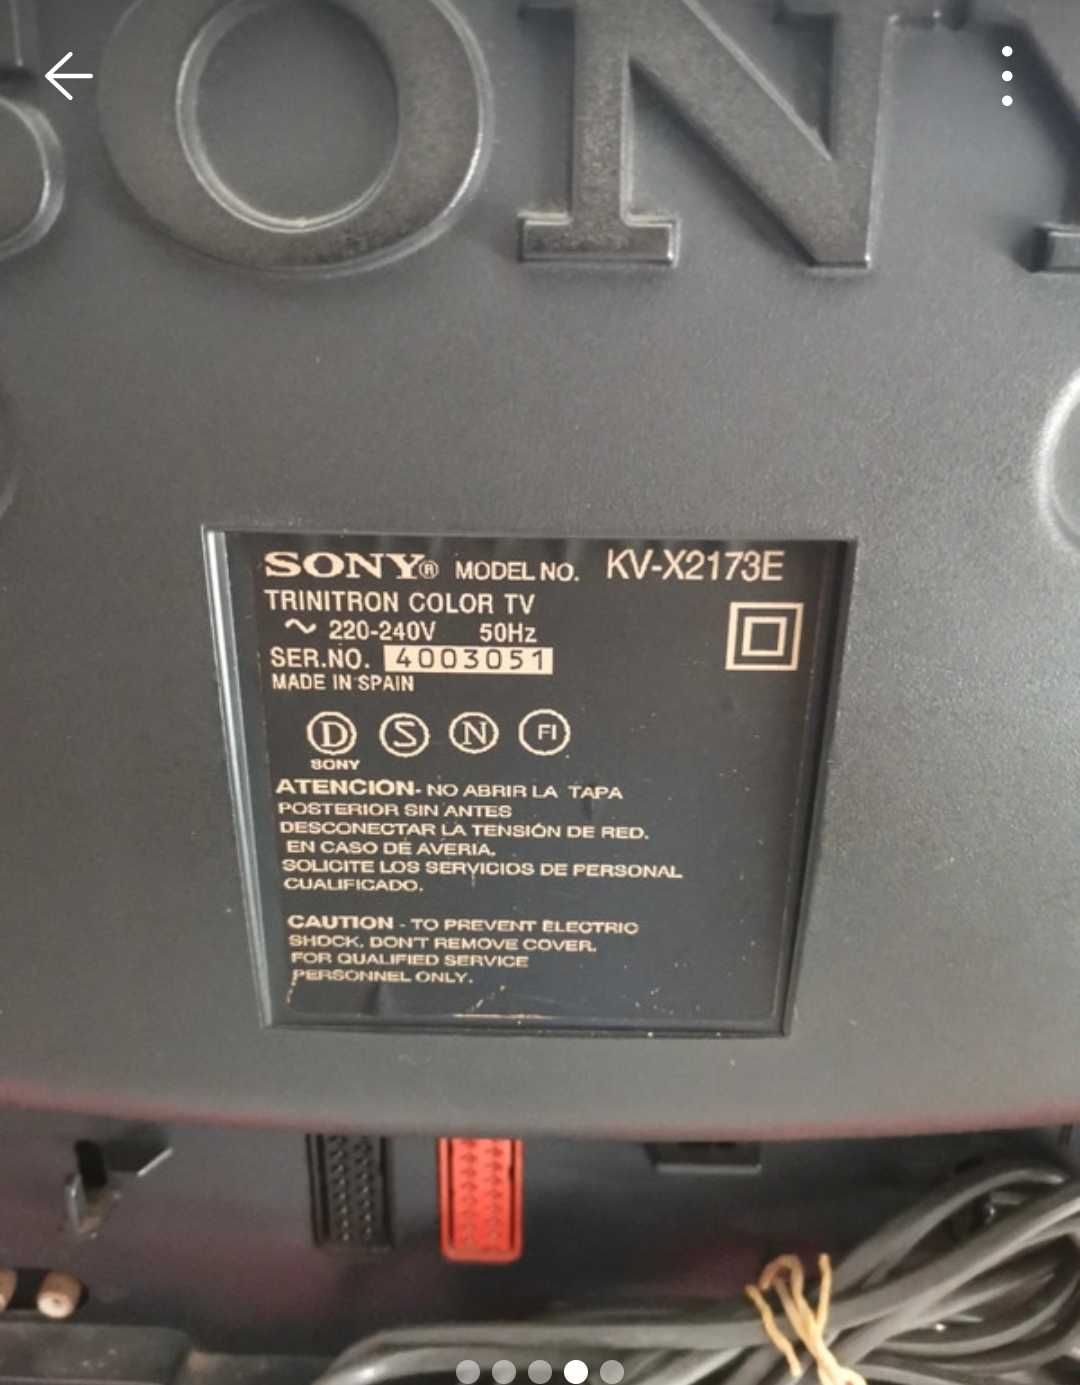 SONY
SONY® MODEL NO. KV-X2173E
TRINITRON COLOR TV
~ 220-240V 50Hz
SER.NO. 4003051
MADE IN SPAIN
D S N FI
SONY
ATENCION- NO ABRIR LA TAPA
POSTERIOR SIN ANTES
DESCONECTAR LA TENSIÓN DE RED.
EN CASO DE AVERIA,
SOLICITE LOS SERVICIOS DE PERSONAL
CUALIFICADO.
CAUTION - TO PREVENT ELECTRIC
SHOCK, DON'T REMOVE COVER.
FOR QUALIFIED SERVICE
PERSONNEL ONLY.